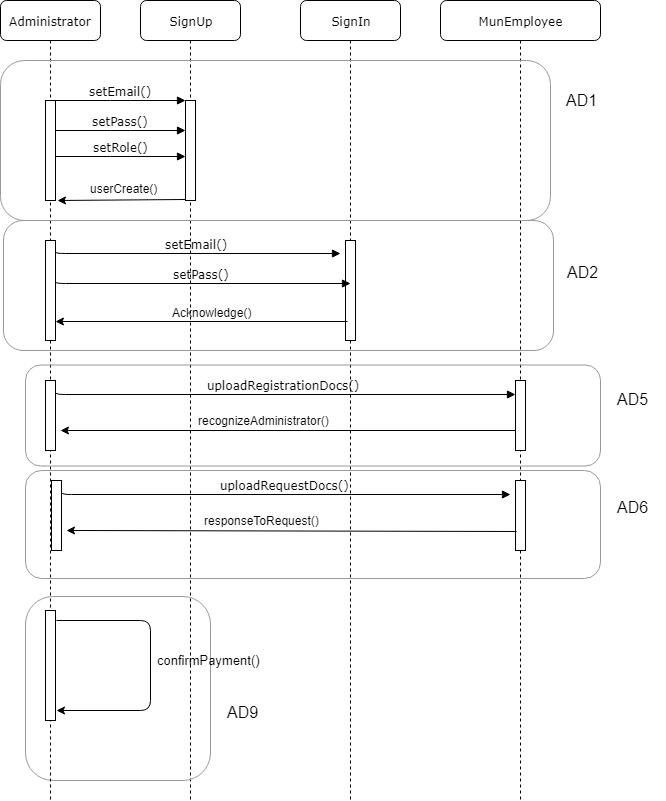 Administrator
SignUp
SignIn
MunEmployee
setEmail()
AD1
setPass()
setRole()
userCreate()
setEmail()
AD2
setPass()
Acknowledge()
uploadRegistrationDocs()
AD5
recognizeAdministrator()
uploadRequestDocs()
AD6
responseToRequest()
confirmPayment()
AD9